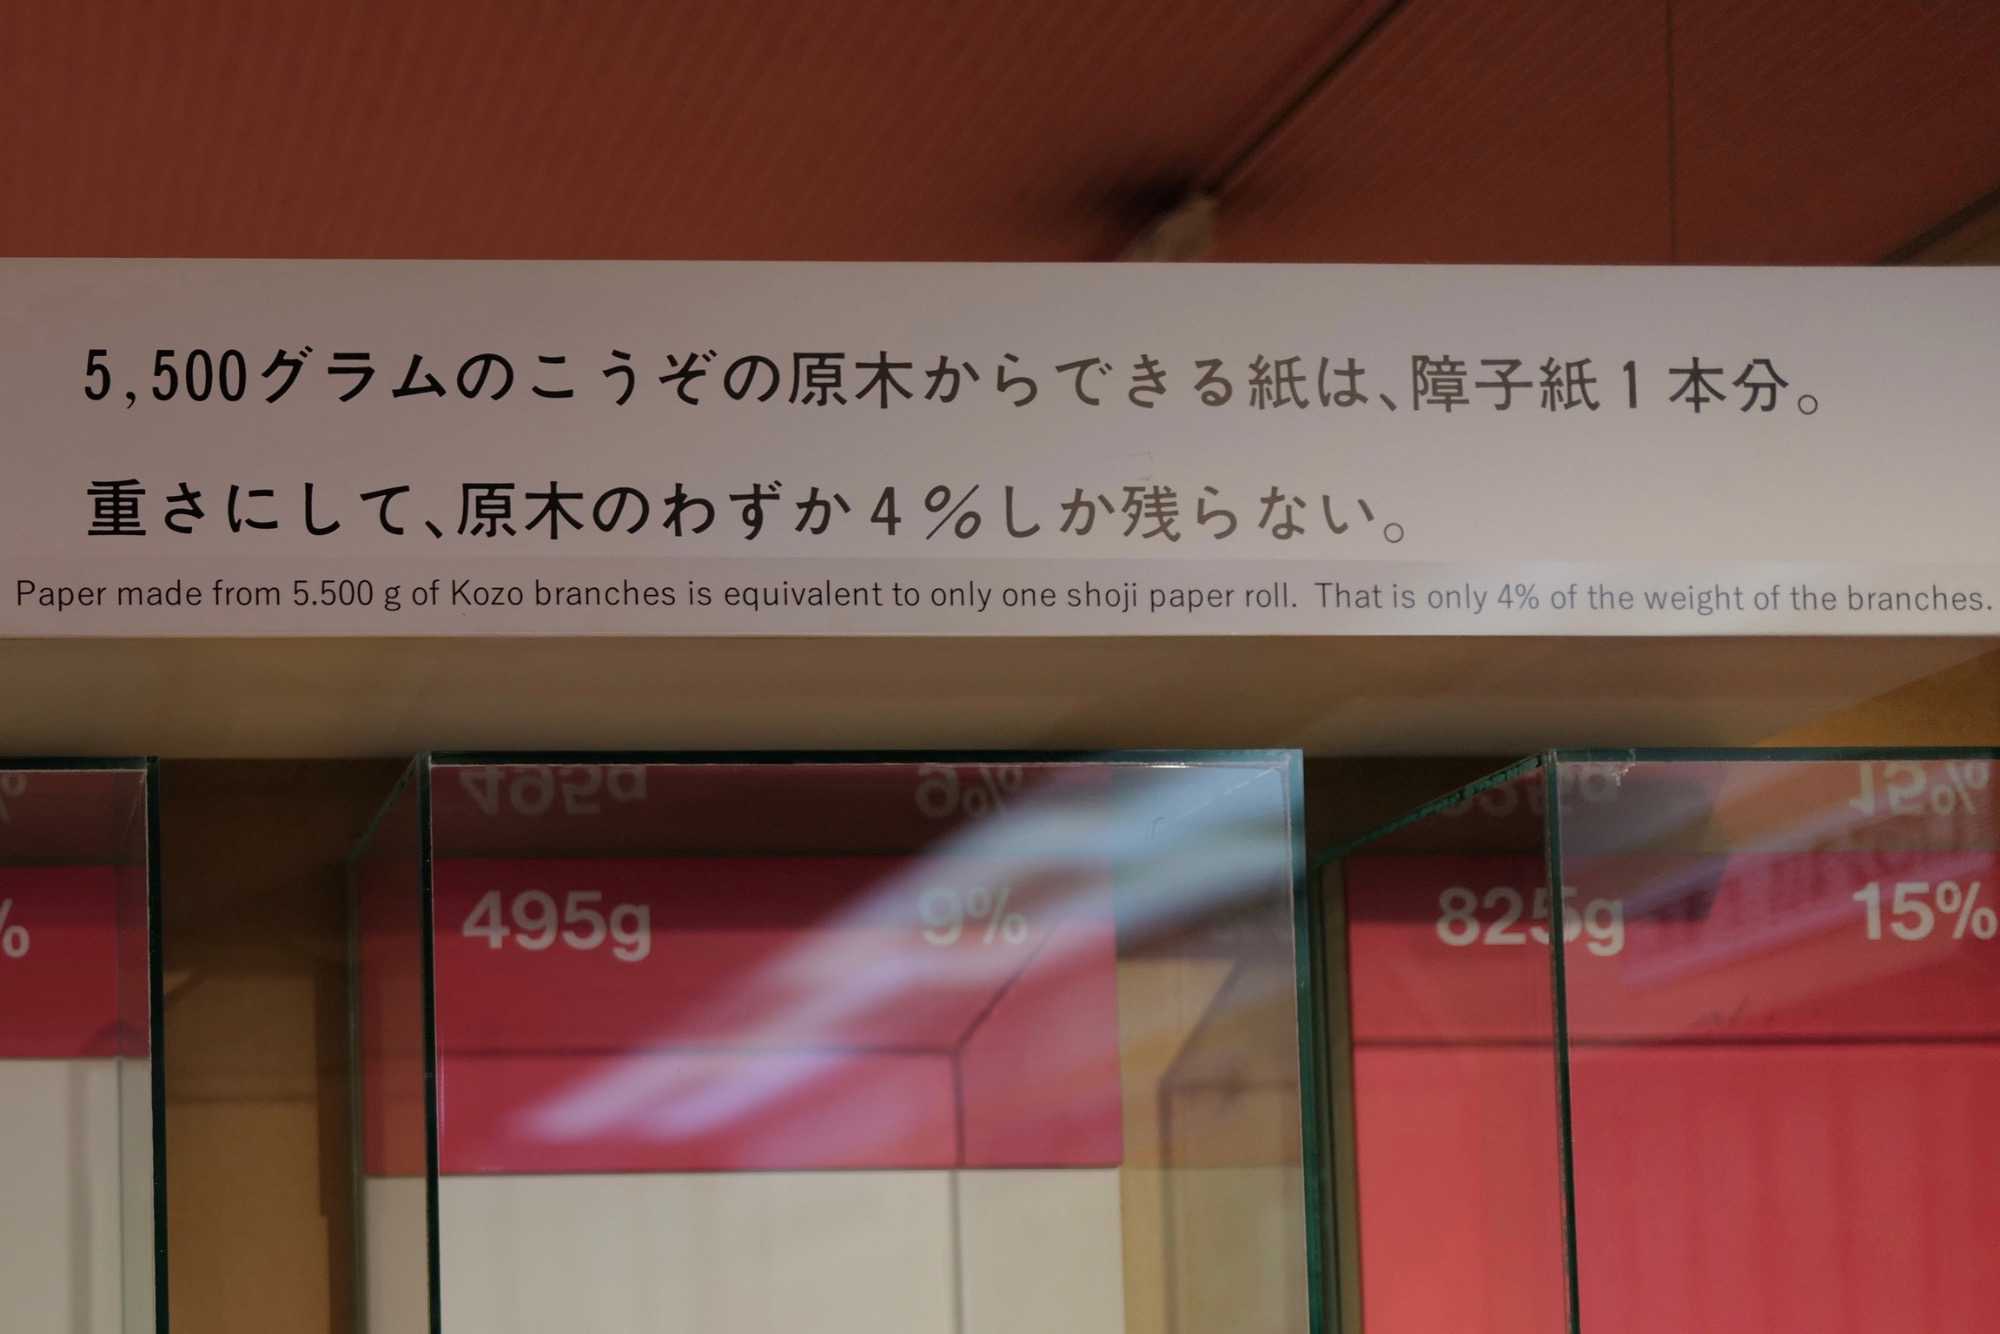 5,500グラムのこうぞの原木からできる紙は、障子紙1本分。
重さにして、原木のわずか4%しか残らない。
Paper made from 5.500 g of Kozo branches is equivalent to only one shoji paper roll. That is only 4% of the weight of the branches.
%
495g 9%
825g 15%